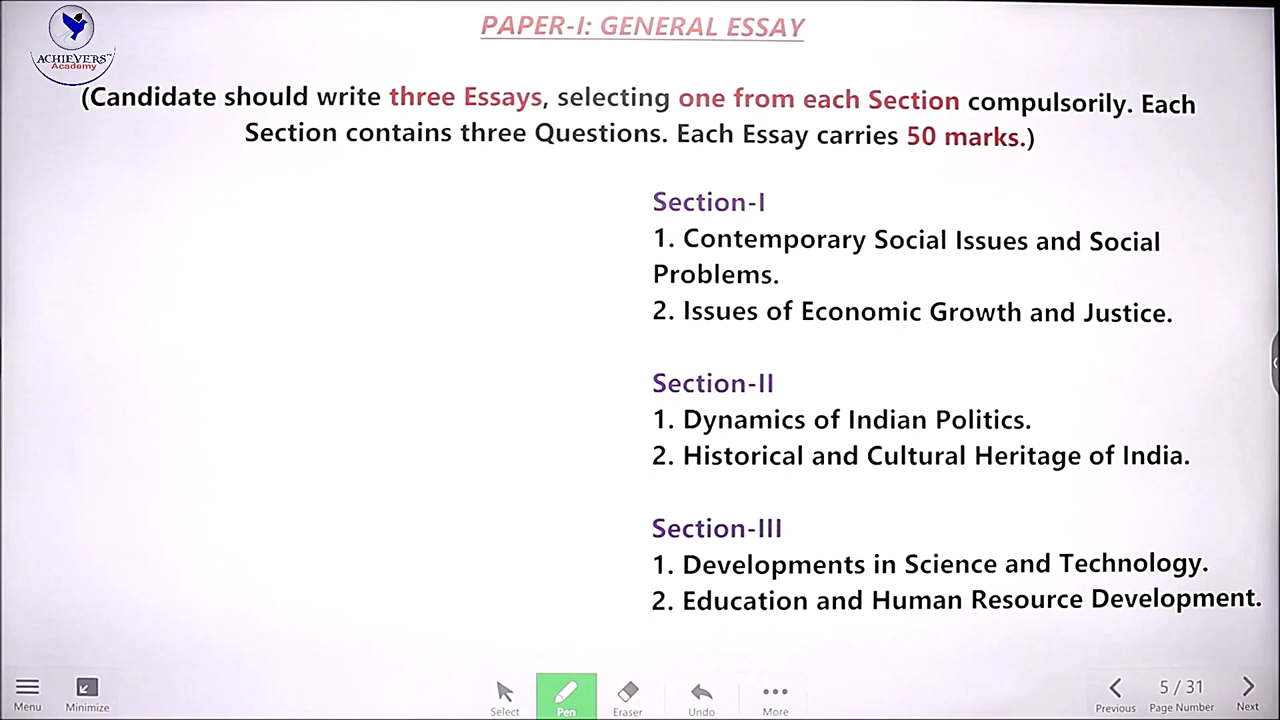 ACHIEVERS'
Academy
PAPER-I: GENERAL ESSAY
(Candidate should write three Essays, selecting one from each Section compulsorily. Each
Section contains three Questions. Each Essay carries 50 marks.)
Section-I
1. Contemporary Social Issues and Social
Problems.
2. Issues of Economic Growth and Justice.
Section-II
1. Dynamics of Indian Politics.
2. Historical and Cultural Heritage of India.
Section-III
1. Developments in Science and Technology.
2. Education and Human Resource Development.
Menu
Minimize
Select
Pen
Eraser
Undo
More
Previous
5 / 31
Page Number
Next